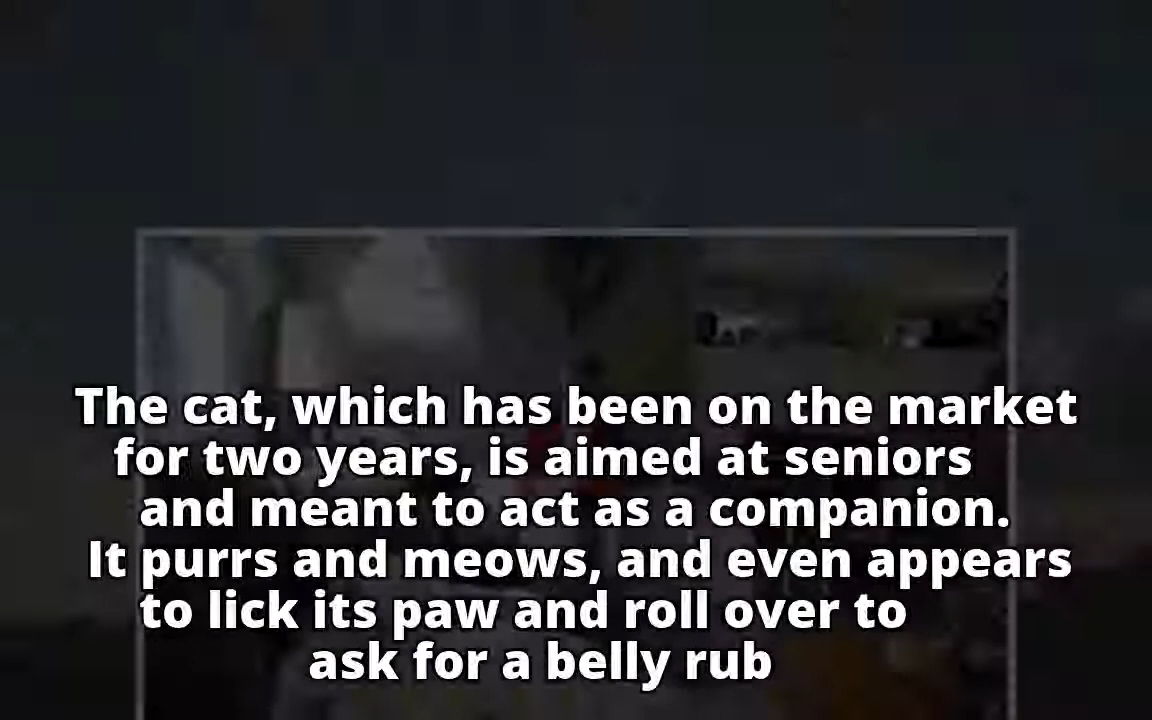 The cat, which has been on the market
for two years, is aimed at seniors
and meant to act as a companion.
It purrs and meows, and even appears
to lick its paw and roll over to
ask for a belly rub